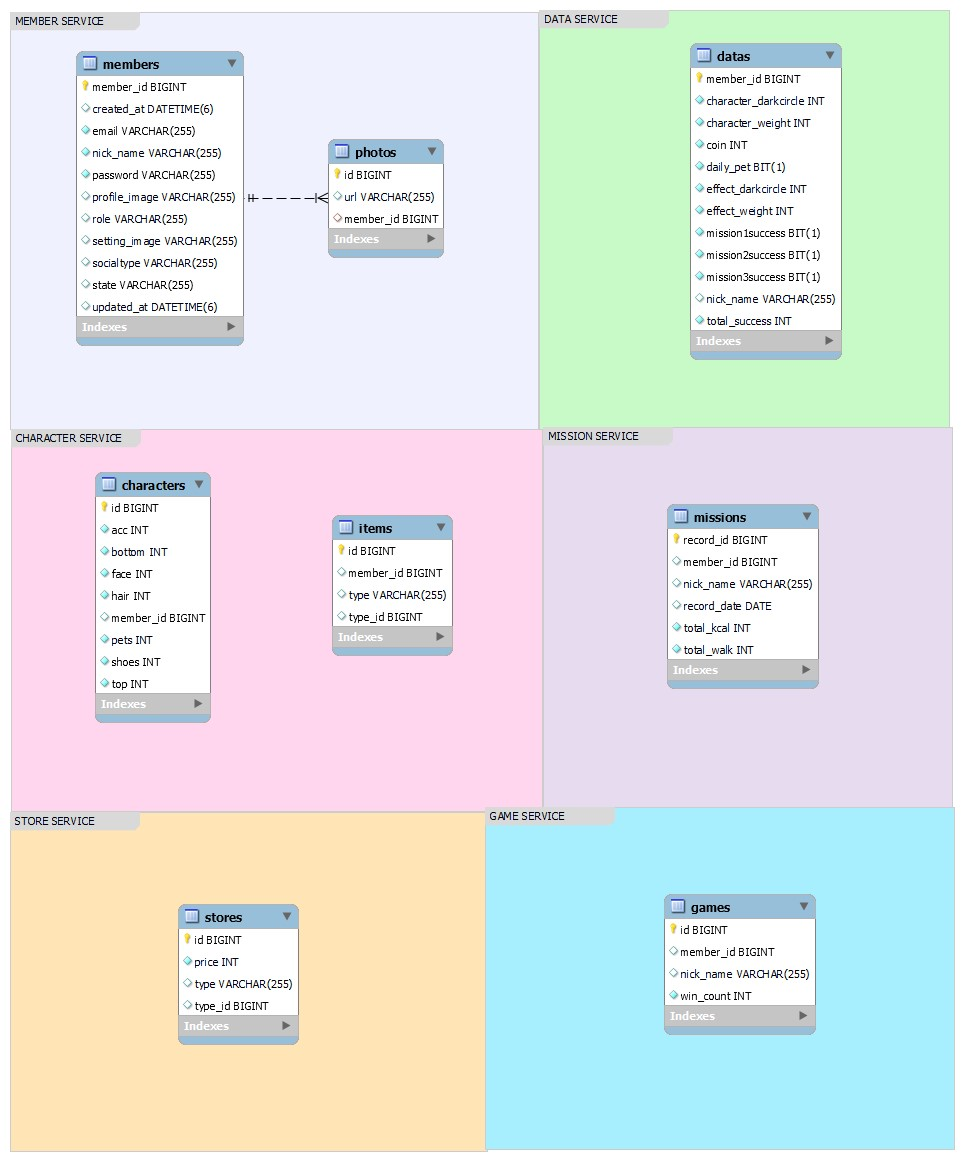 MEMBER SERVICE
members
member_id BIGINT
created_at DATETIME(6)
email VARCHAR(255)
nick_name VARCHAR(255)
password VARCHAR(255)
profile_image VARCHAR(255)
role VARCHAR(255)
setting_image VARCHAR(255)
socialtype VARCHAR(255)
state VARCHAR(255)
updated_at DATETIME(6)
Indexes
photos
id BIGINT
url VARCHAR(255)
member_id BIGINT
Indexes
DATA SERVICE
datas
member_id BIGINT
character_darkcircle INT
character_weight INT
coin INT
daily_pet BIT(1)
effect_darkcircle INT
effect_weight INT
mission1success BIT(1)
mission2success BIT(1)
mission3success BIT(1)
nick_name VARCHAR(255)
total_success INT
Indexes
CHARACTER SERVICE
characters
id BIGINT
acc INT
bottom INT
face INT
hair INT
member_id BIGINT
pets INT
shoes INT
top INT
Indexes
items
id BIGINT
member_id BIGINT
type VARCHAR(255)
type_id BIGINT
Indexes
MISSION SERVICE
missions
record_id BIGINT
member_id BIGINT
nick_name VARCHAR(255)
record_date DATE
total_kcal INT
total_walk INT
Indexes
STORE SERVICE
stores
id BIGINT
price INT
type VARCHAR(255)
type_id BIGINT
Indexes
GAME SERVICE
games
id BIGINT
member_id BIGINT
nick_name VARCHAR(255)
win_count INT
Indexes